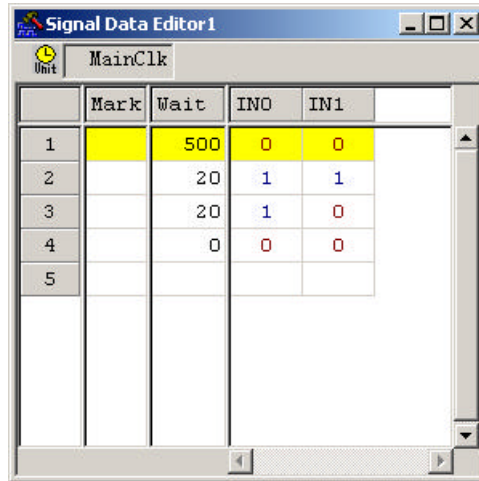 Signal Data Editor1
Unit MainClk
Mark Wait IN0 IN1
1 500 0 0
2 20 1 1
3 20 1 0
4 0 0 0
5